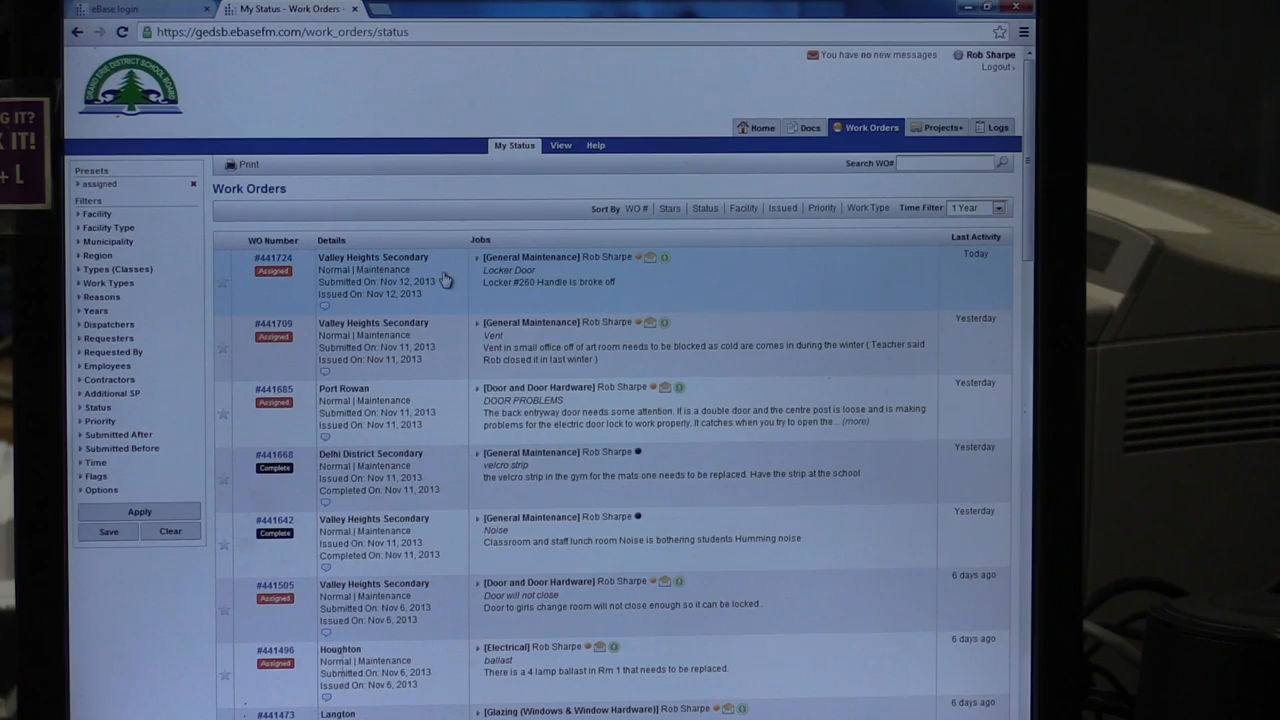 eBase login
My Status - Work Orders -
https://gedsb.ebasefm.com/work_orders/status
GRAND ERIE DISTRICT SCHOOL BOARD
You have no new messages
Rob Sharpe
Logout
G IT?
K IT!
+ L
Home
Docs
Work Orders
Projects+
Logs
My Status
View
Help
Print
Search WO#
Presets
assigned
Filters
Facility
Facility Type
Municipality
Region
Types (Classes)
Work Types
Reasons
Years
Dispatchers
Requesters
Requested By
Employees
Contractors
Additional SP
Status
Priority
Submitted After
Submitted Before
Time
Flags
Options
Apply
Save
Clear
Work Orders
Sort By WO # | Stars | Status | Facility | Issued | Priority | Work Type Time Filter 1 Year
WO Number
Details
Jobs
Last Activity
#441724
Assigned
Valley Heights Secondary
Normal | Maintenance
Submitted On: Nov 12, 2013
Issued On: Nov 12, 2013
[General Maintenance] Rob Sharpe
Locker Door
Locker #260 Handle is broke off
Today
#441709
Assigned
Valley Heights Secondary
Normal | Maintenance
Submitted On: Nov 11, 2013
Issued On: Nov 11, 2013
[General Maintenance] Rob Sharpe
Vent
Vent in small office off of art room needs to be blocked as cold are comes in during the winter ( Teacher said
Rob closed it in last winter )
Yesterday
#441685
Assigned
Port Rowan
Normal | Maintenance
Submitted On: Nov 11, 2013
Issued On: Nov 11, 2013
[Door and Door Hardware] Rob Sharpe
DOOR PROBLEMS
The back entryway door needs some attention. It is a double door and the centre post is loose and is making
problems for the electric door lock to work properly. It catches when you try to open the... (more)
Yesterday
#441668
Complete
Delhi District Secondary
Normal | Maintenance
Issued On: Nov 11, 2013
Completed On: Nov 11, 2013
[General Maintenance] Rob Sharpe
velcro strip
the velcro strip in the gym for the mats one needs to be replaced. Have the strip at the school
Yesterday
#441642
Complete
Valley Heights Secondary
Normal | Maintenance
Issued On: Nov 11, 2013
Completed On: Nov 11, 2013
[General Maintenance] Rob Sharpe
Noise
Classroom and staff lunch room Noise is bothering students Humming noise
Yesterday
#441505
Assigned
Valley Heights Secondary
Normal | Maintenance
Submitted On: Nov 6, 2013
Issued On: Nov 6, 2013
[Door and Door Hardware] Rob Sharpe
Door will not close
Door to girls change room will not close enough so it can be locked.
6 days ago
#441496
Assigned
Houghton
Normal | Maintenance
Submitted On: Nov 6, 2013
Issued On: Nov 6, 2013
[Electrical] Rob Sharpe
ballast
There is a 4 lamp ballast in Rm 1 that needs to be replaced.
6 days ago
#441473
Langton
[Glazing (Windows & Window Hardware)] Rob Sharpe
6 days ago